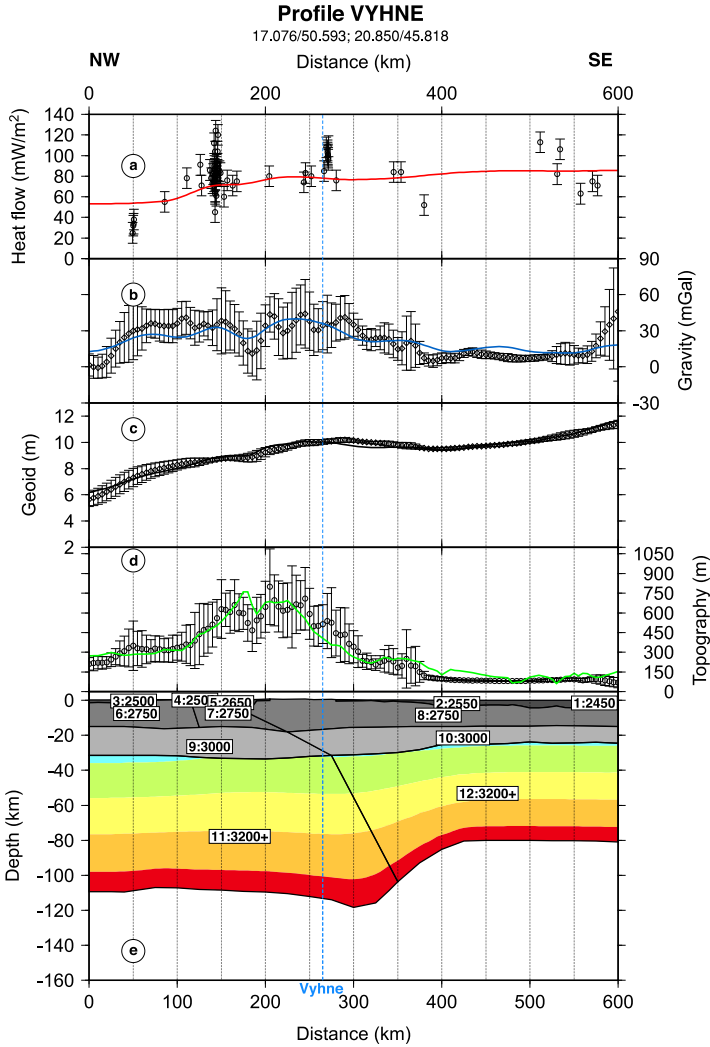 Profile VYHNE
17.076/50.593; 20.850/45.818
NW Distance (km) SE
0 200 400 600
Heat flow (mW/m²)
140
120
100
80
60
40
20
0
a
b
90
60
30
0
−30
Gravity (mGal)
Geoid (m)
12
10
8
6
4
2
c
d
1050
900
750
600
450
300
150
0
Topography (m)
Depth (km)
0
−20
−40
−60
−80
−100
−120
−140
−160
3:2500 4:250 5:2650 2:2550 1:2450
6:2750 7:2750 8:2750
9:3000 10:3000
12:3200+
11:3200+
e
Vyhne
0 100 200 300 400 500 600
Distance (km)